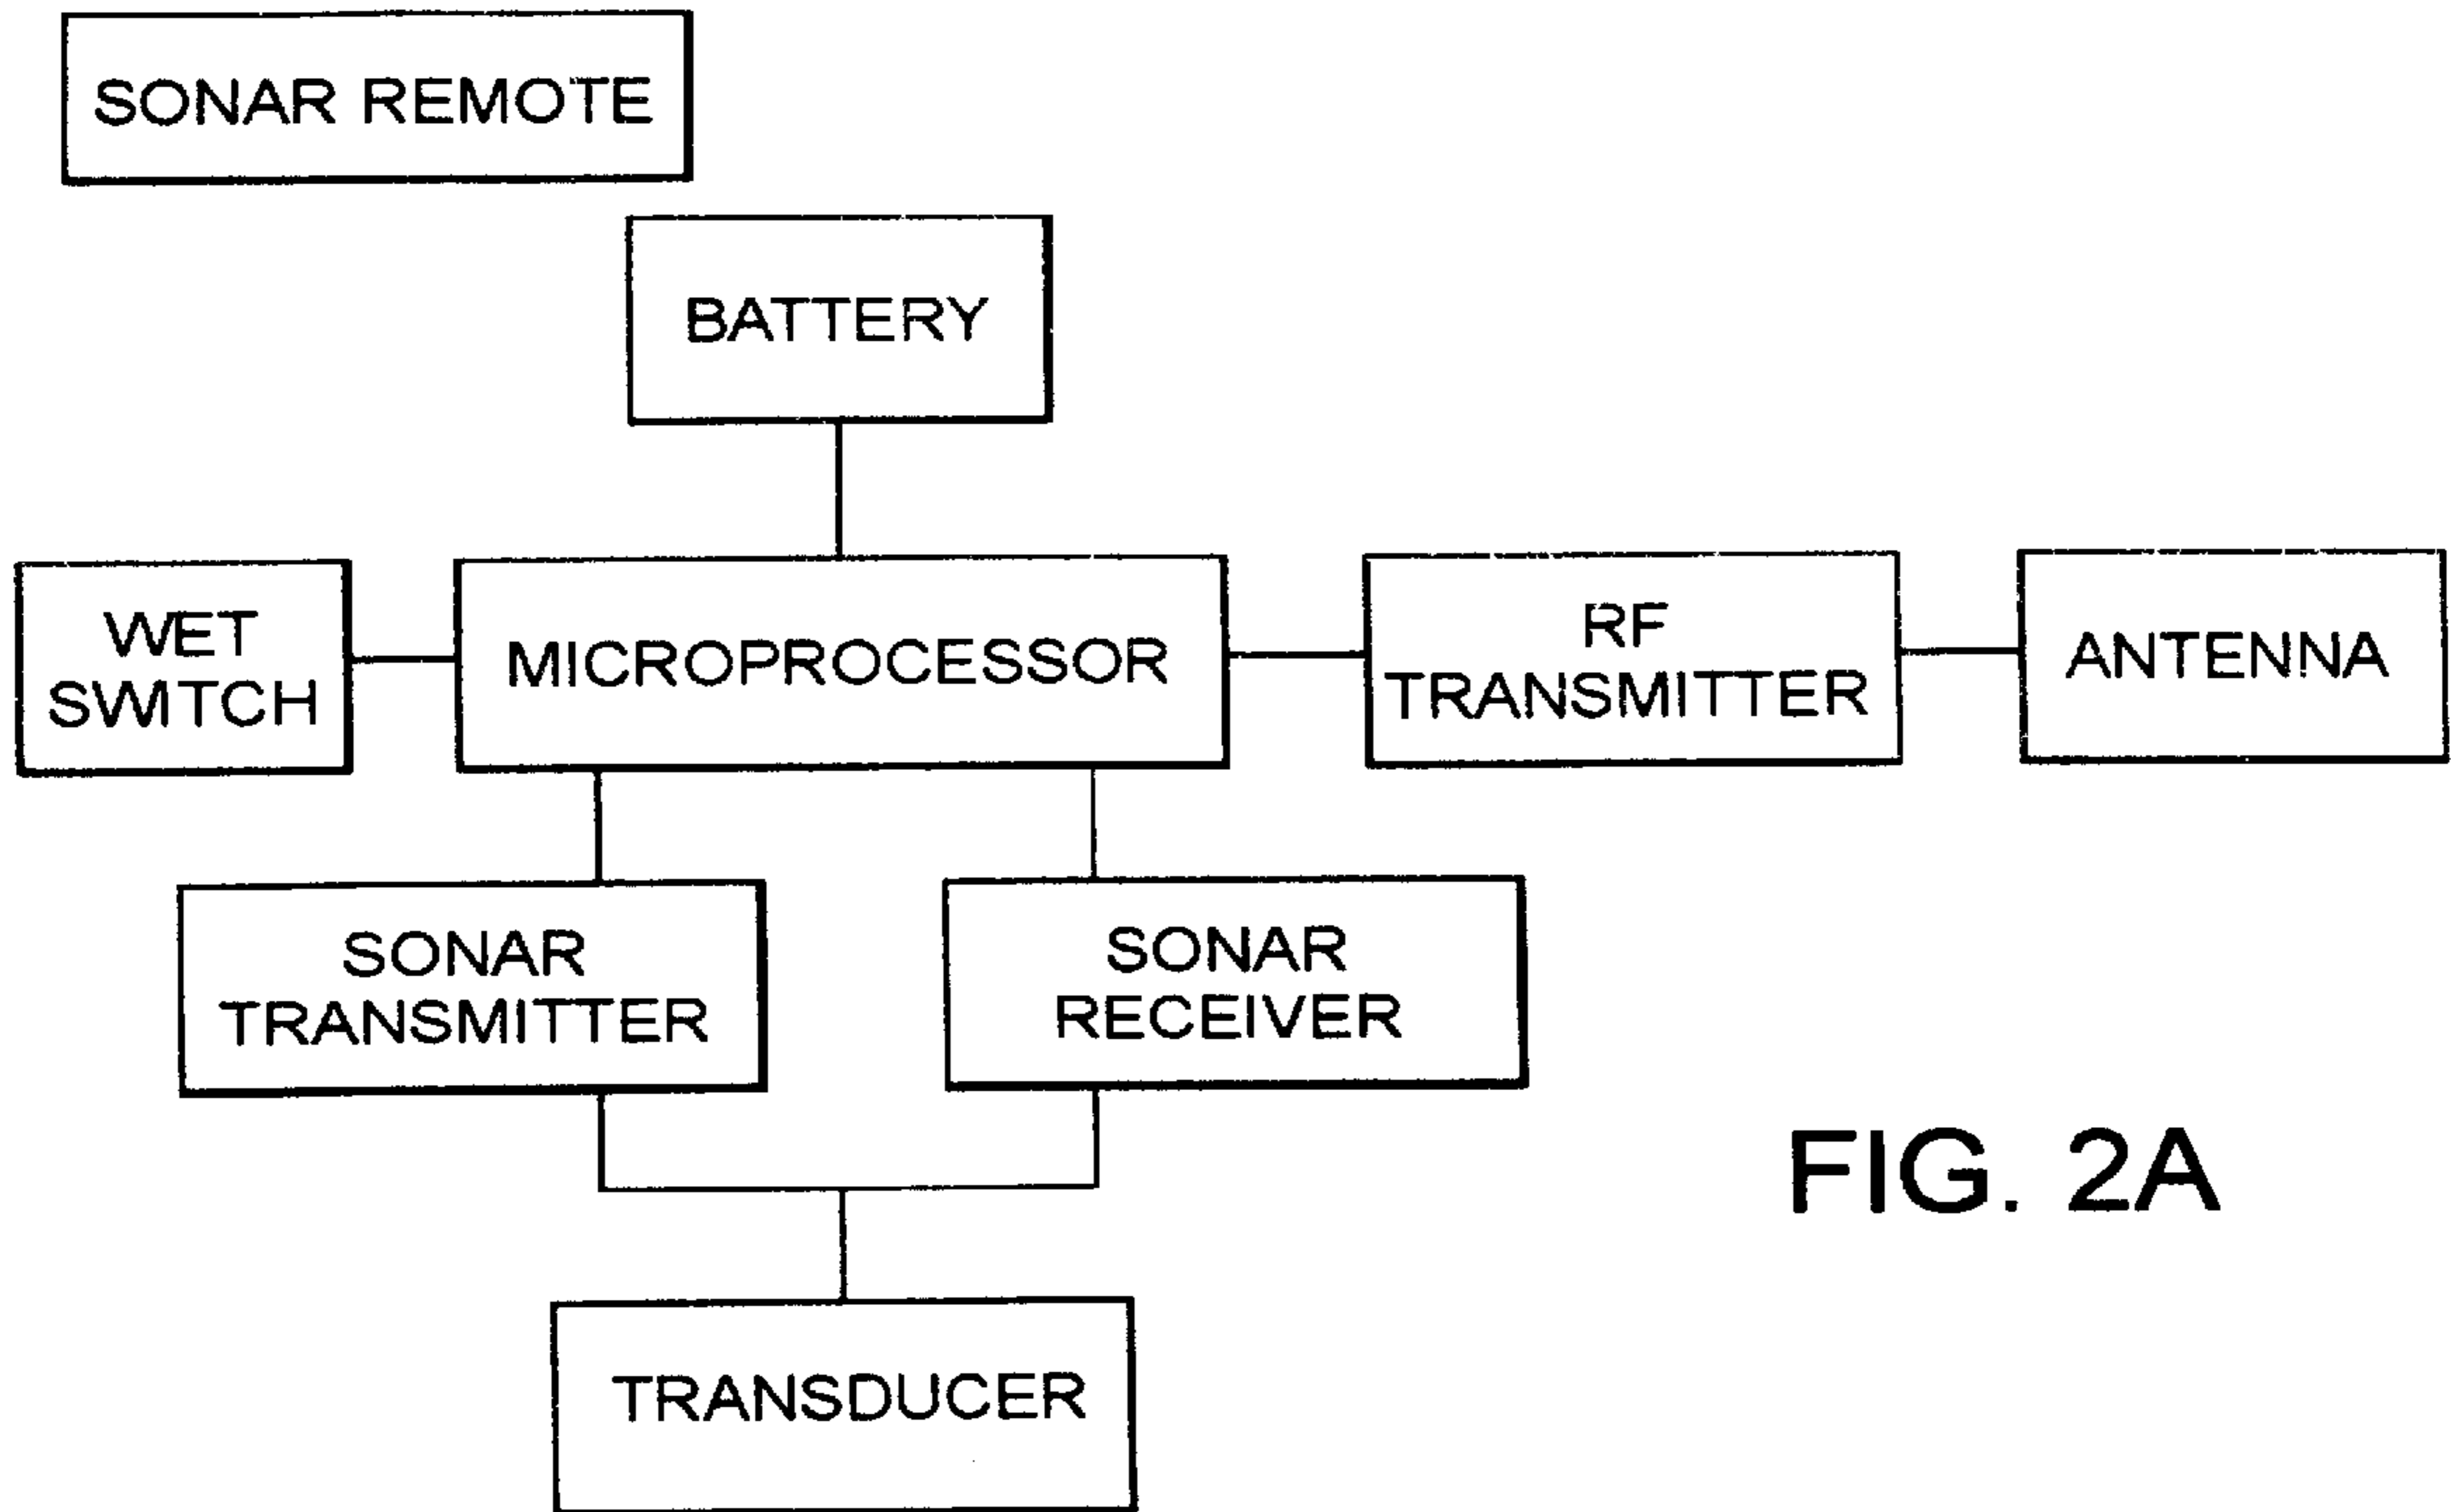 SONAR REMOTE
BATTERY
WET
SWITCH
MICROPROCESSOR
RF
TRANSMITTER
ANTENNA
SONAR
TRANSMITTER
SONAR
RECEIVER
TRANSDUCER
FIG. 2A